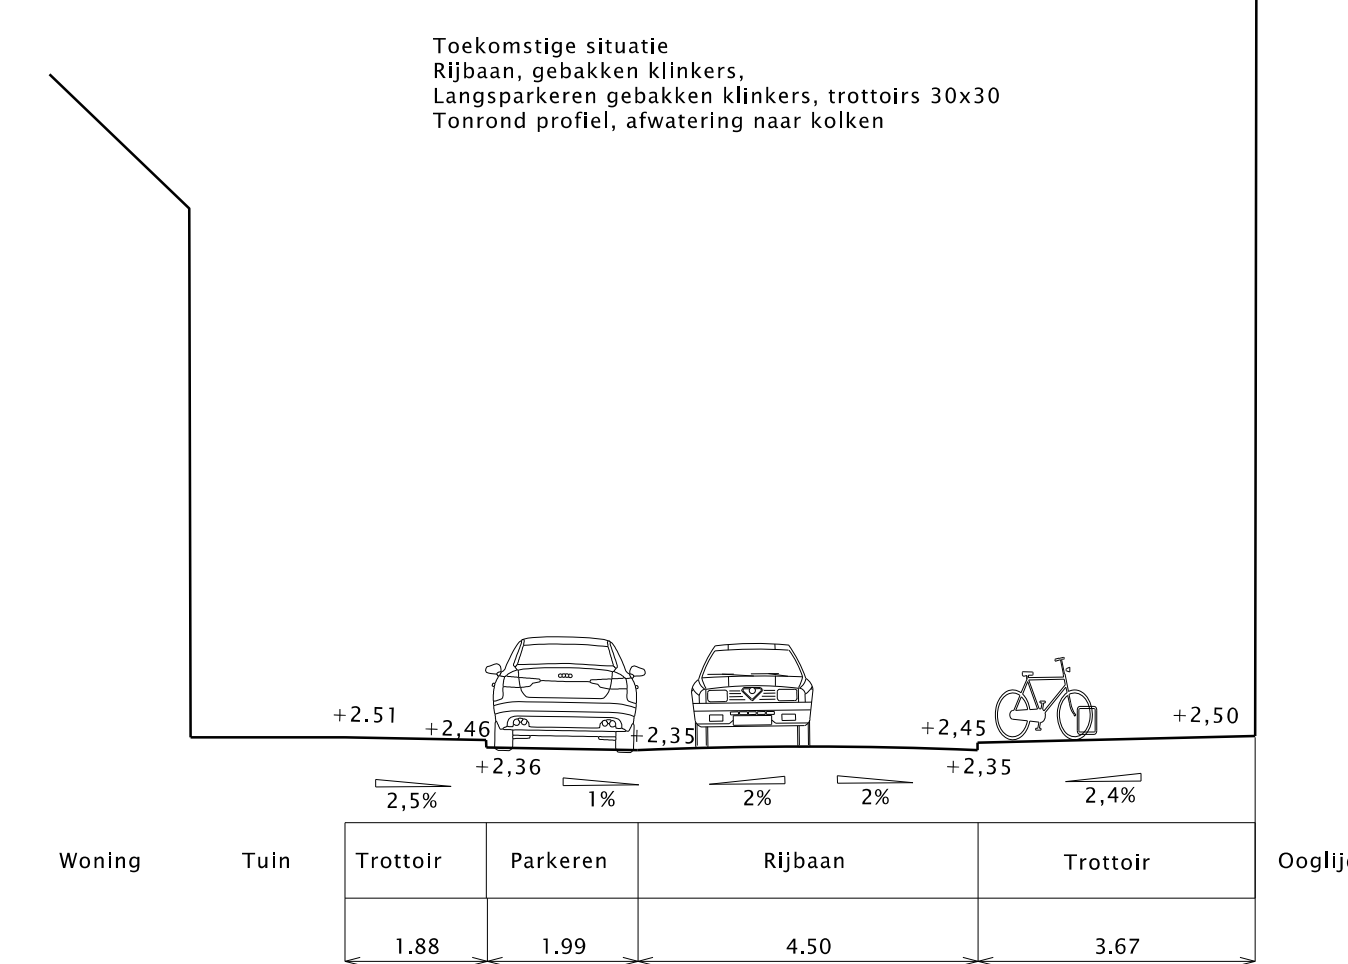 Toekomstige situatie
Rijbaan, gebakken klinkers,
Langsparkeren gebakken klinkers, trottoirs 30x30
Tonrond profiel, afwatering naar kolken
+2.51
+2,46
+2,35
+2,45
+2,50
+2,36
+2,35
2,5%
1%
2%
2%
2,4%
Woning
Tuin
Trottoir
Parkeren
Rijbaan
Trottoir
1.88
1.99
4.50
3.67